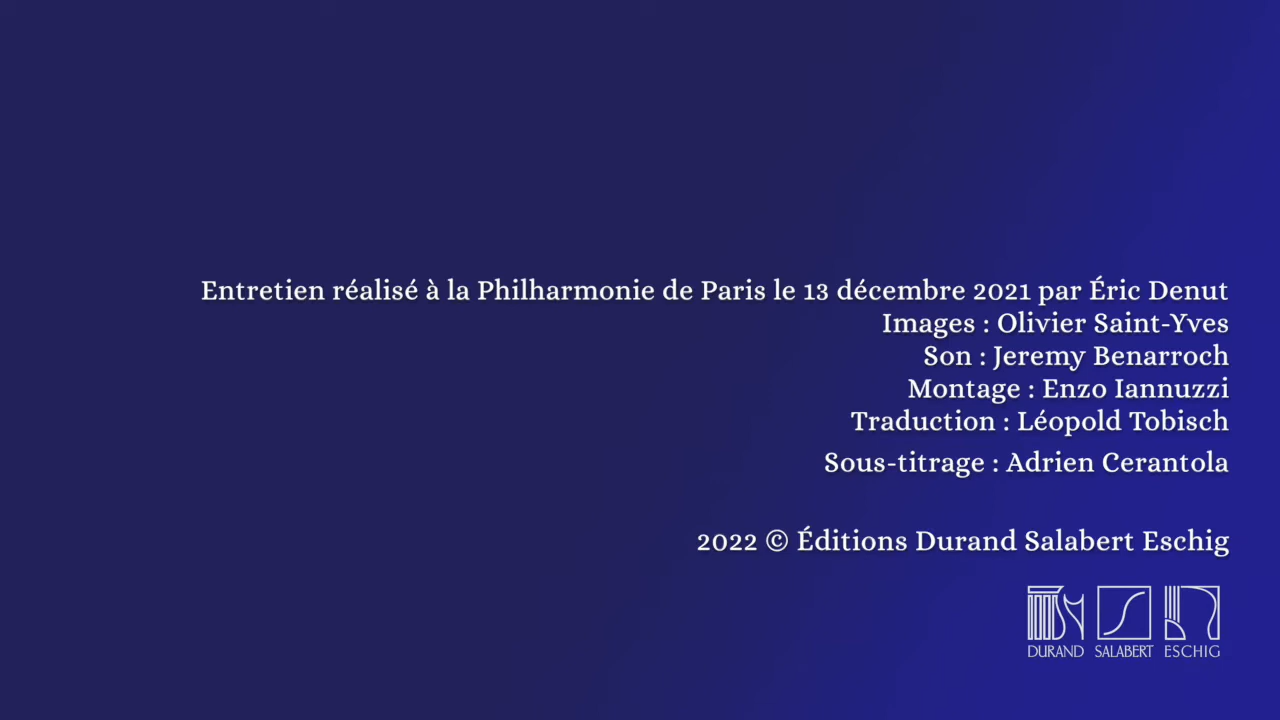 Entretien réalisé à la Philharmonie de Paris le 13 décembre 2021 par Éric Denut
Images : Olivier Saint-Yves
Son : Jeremy Benarroch
Montage : Enzo Iannuzzi
Traduction : Léopold Tobisch
Sous-titrage : Adrien Cerantola
2022 © Éditions Durand Salabert Eschig
DURAND SALABERT ESCHIG